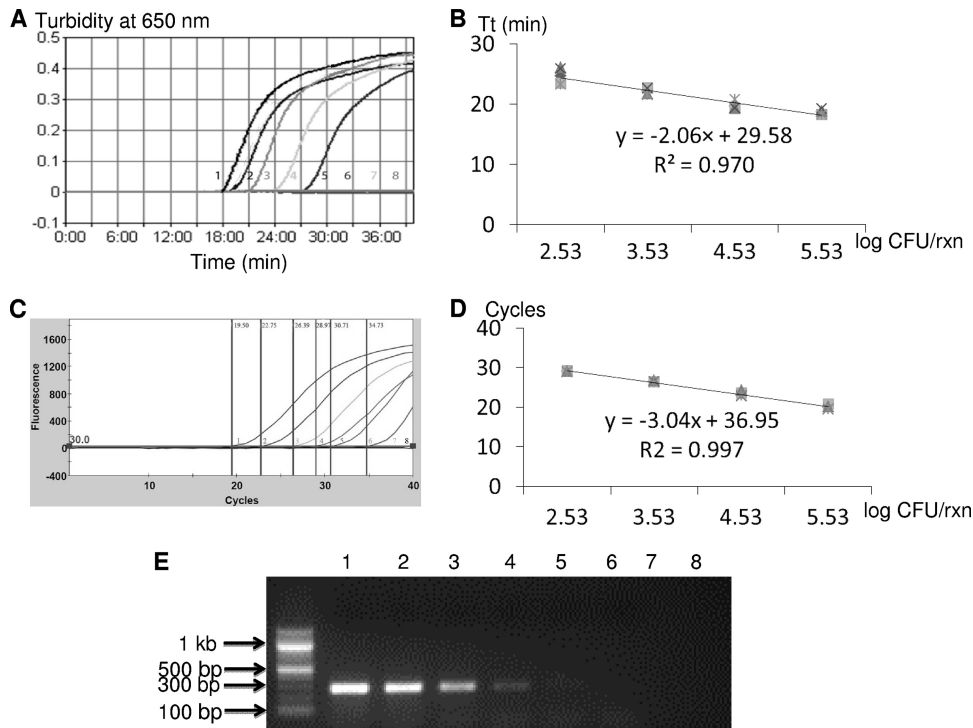 A Turbidity at 650 nm
0.5
0.4
0.3
0.2
0.1
0
-0.1
1 2 3 4 5 6 7 8
0:00 6:00 12:00 18:00 24:00 30:00 36:00
Time (min)
B Tt (min)
30
20
10
0
y = -2.06× + 29.58
R² = 0.970
2.53 3.53 4.53 5.53
log CFU/rxn
C
Fluorescence
1600
1200
800
400
0
-400
19.50 22.75 26.39 28.97 30.71 34.73
30.0
1 2 3 4 5 6 7 8
10 20 30 40
Cycles
D Cycles
40
30
20
10
0
y = -3.04x + 36.95
R2 = 0.997
2.53 3.53 4.53 5.53
log CFU/rxn
E 1 2 3 4 5 6 7 8
1 kb
500 bp
300 bp
100 bp